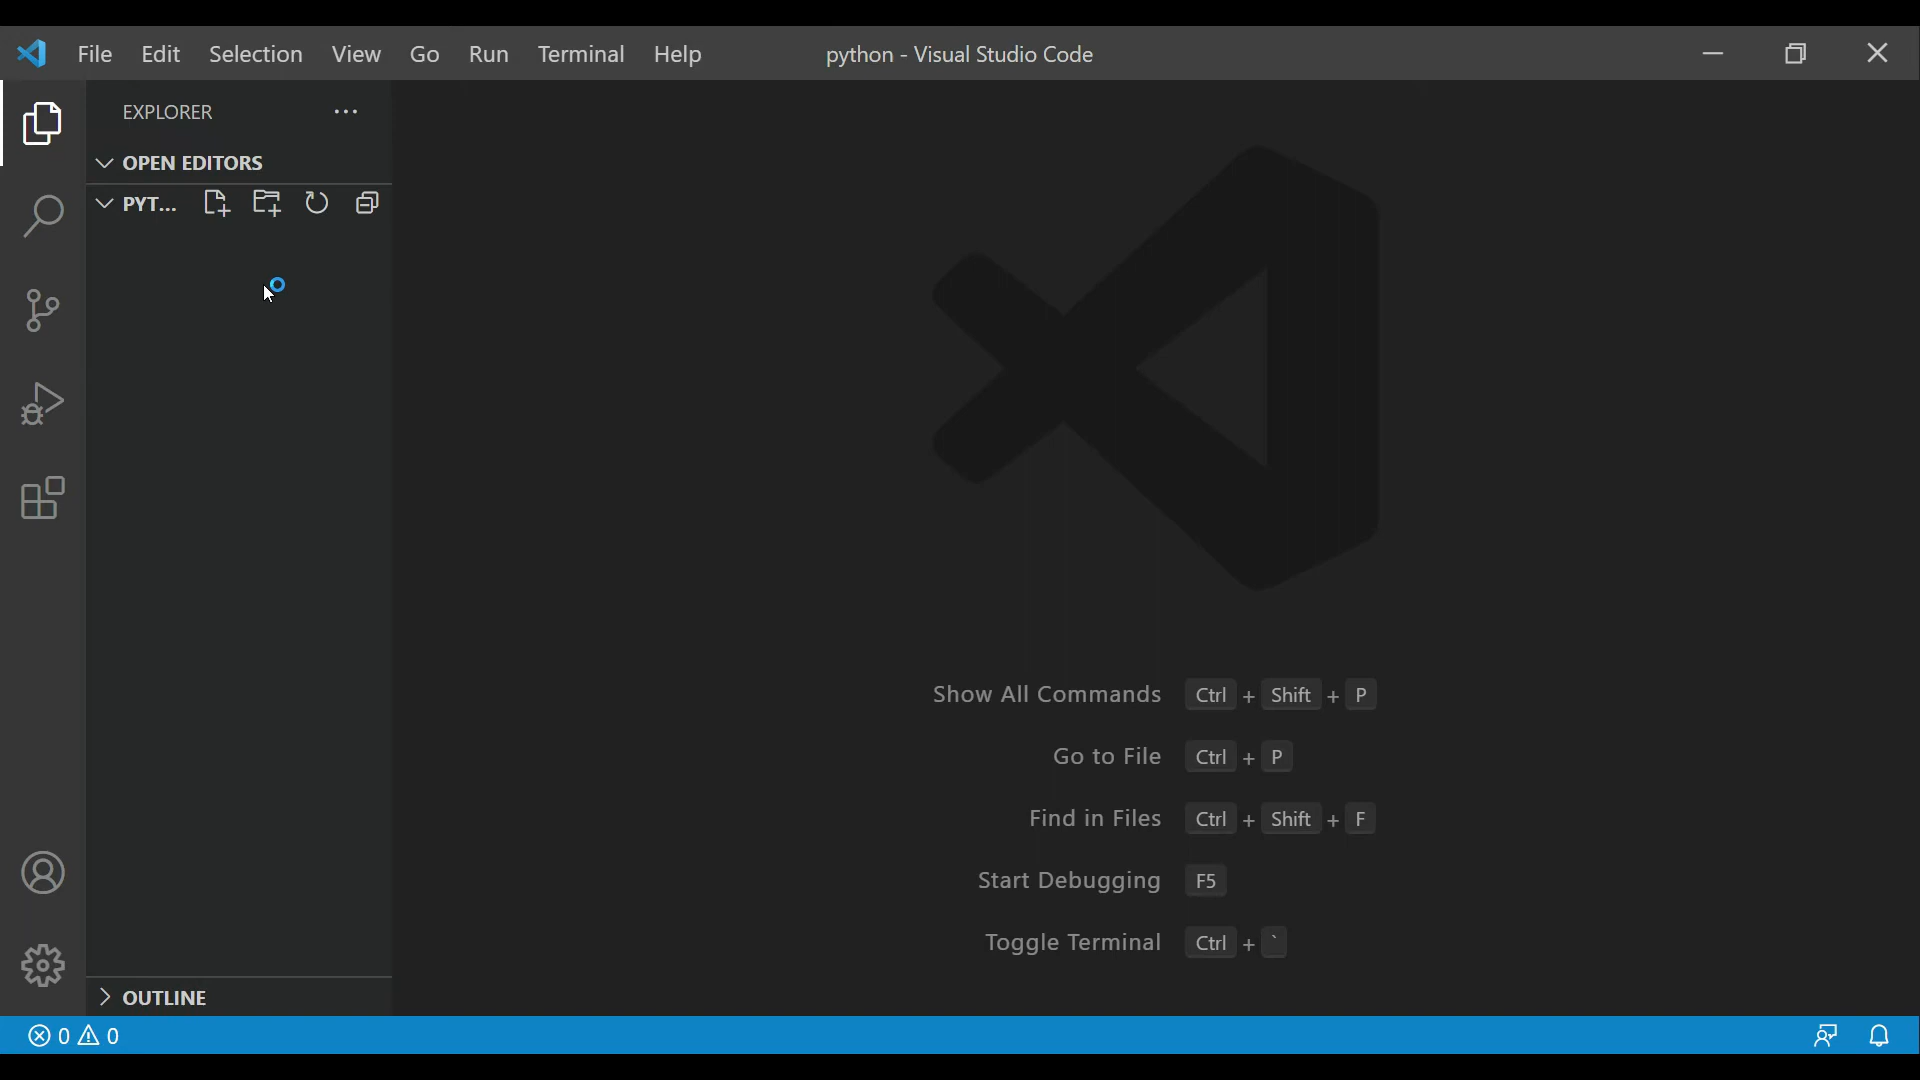 File Edit Selection View Go Run Terminal Help python - Visual Studio Code
EXPLORER
OPEN EDITORS
PYT...
Show All Commands Ctrl + Shift + P
Go to File Ctrl + P
Find in Files Ctrl + Shift + F
Start Debugging F5
Toggle Terminal Ctrl + `
OUTLINE
0 0